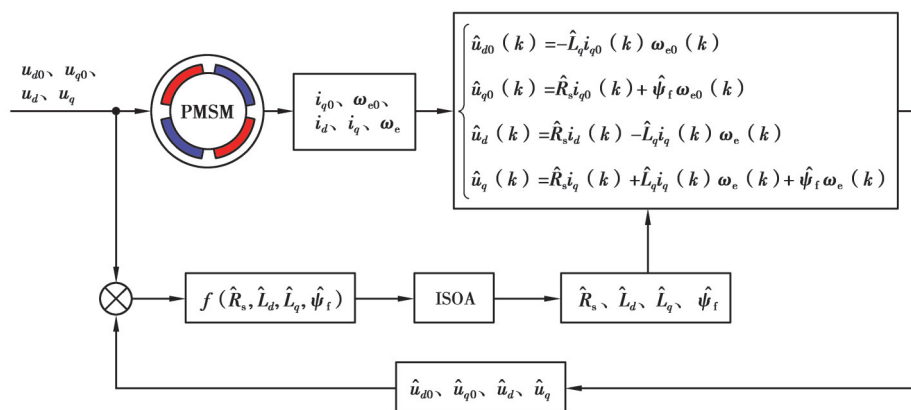 u_{d0}、u_{q0}、
u_d、u_q
PMSM
i_{q0}、ω_{e0}、
i_d、i_q、ω_e
û_{d0}(k)=-L̂_q i_{q0}(k)ω_{e0}(k)
û_{q0}(k)=R̂_s i_{q0}(k)+ψ̂_f ω_{e0}(k)
û_d(k)=R̂_s i_d(k)-L̂_q i_q(k)ω_e(k)
û_q(k)=R̂_s i_q(k)+L̂_q i_q(k)ω_e(k)+ψ̂_f ω_e(k)
f(R̂_s,L̂_d,L̂_q,ψ̂_f)
ISOA
R̂_s、L̂_d、L̂_q、ψ̂_f
û_{d0}、û_{q0}、û_d、û_q